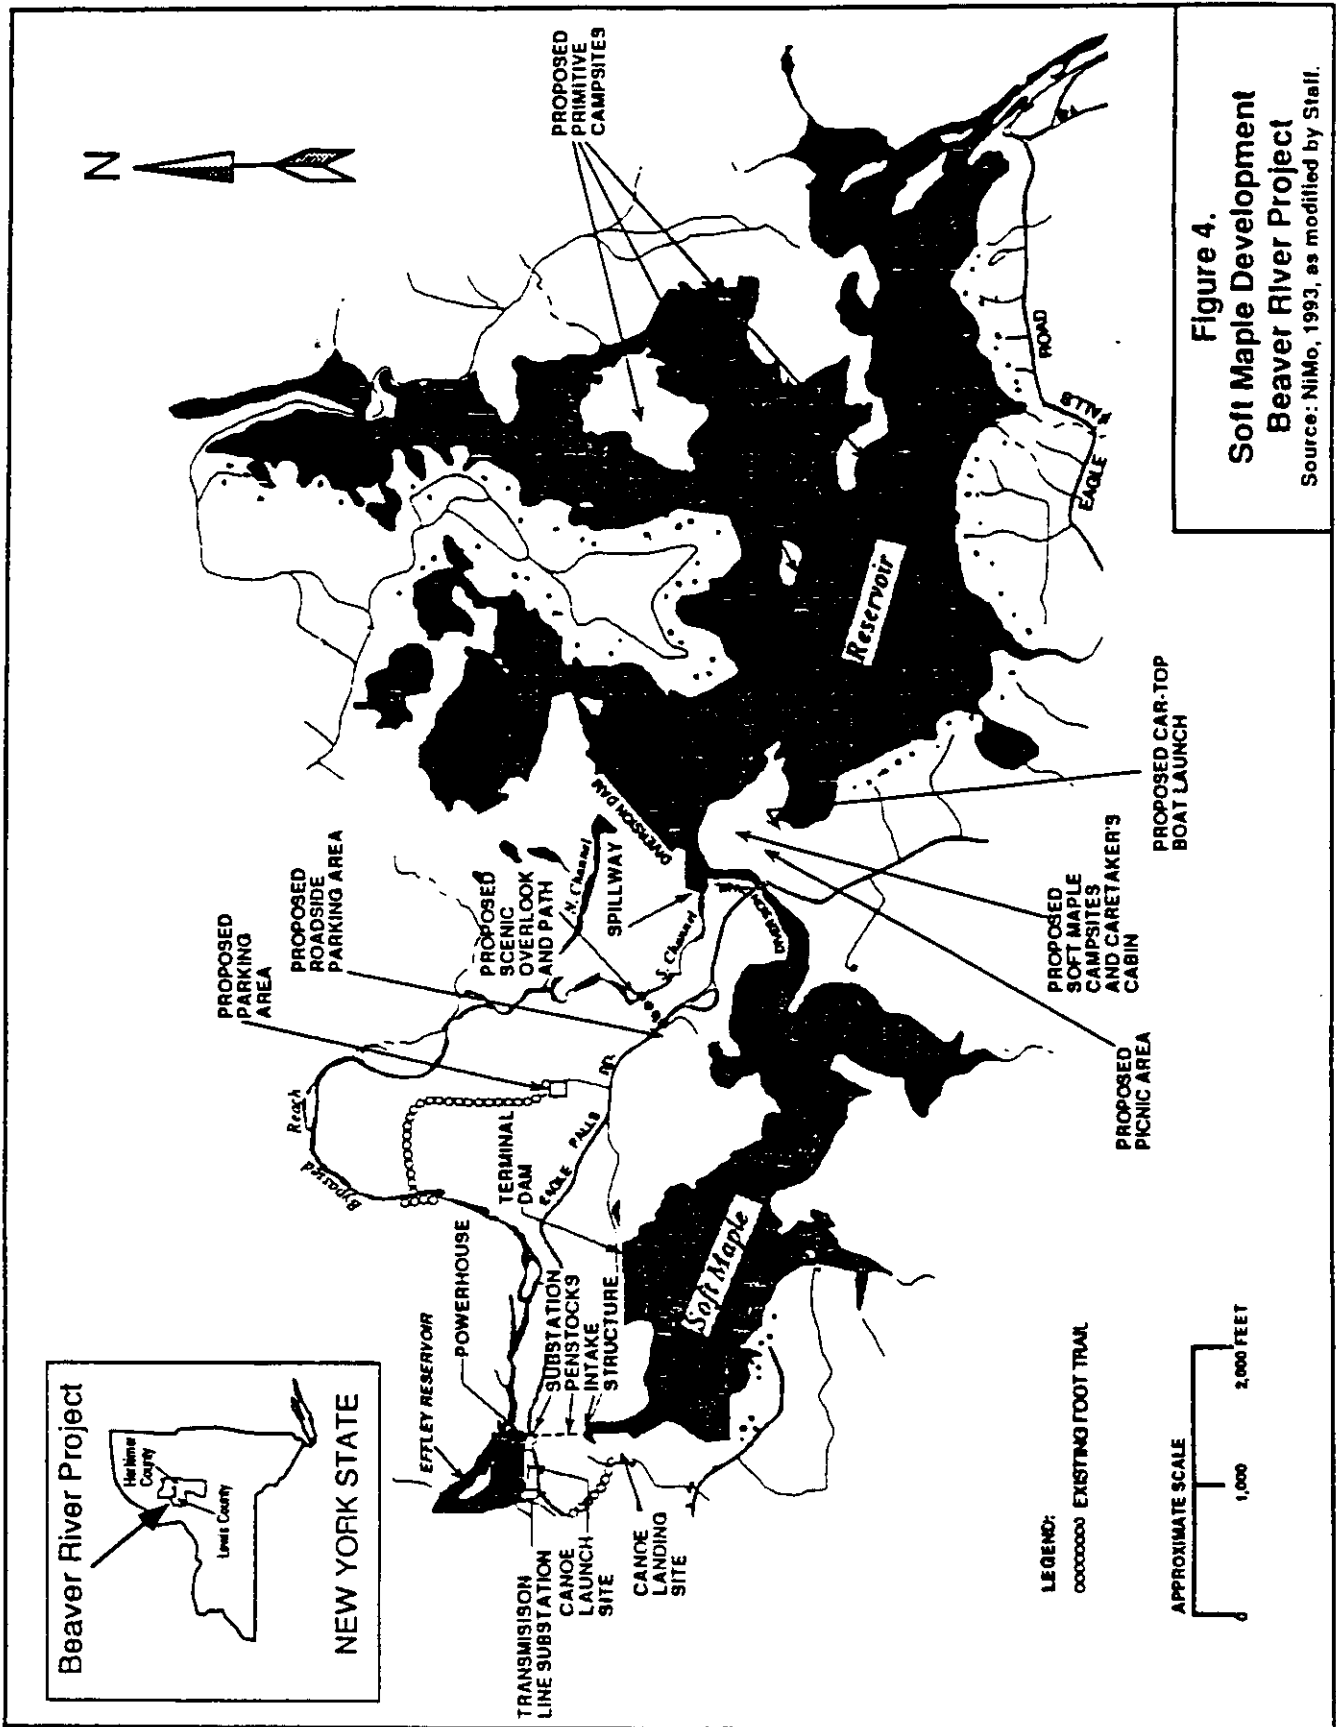 Beaver River Project
Herkimer
County
Lewis County
NEW YORK STATE
N
PROPOSED
PARKING
AREA
PROPOSED
ROADSIDE
PARKING AREA
PROPOSED
PRIMITIVE
CAMPSITES
Reach
Bypassed
EFFLEY RESERVOIR
POWERHOUSE
TERMINAL
DAM
EAGLE FALLS RD.
PROPOSED
SCENIC
OVERLOOK
AND PATH
N. Channel
SPILLWAY
DIVERSION DAM
S. Channel
DIVERSION
SUBSTATION
PENSTOCKS
INTAKE
STRUCTURE
TRANSMISISON
LINE SUBSTATION
CANOE
LAUNCH
SITE
CANOE
LANDING
SITE
Soft Maple
Reservoir
EAGLE FALLS ROAD
PROPOSED
PICNIC AREA
PROPOSED
SOFT MAPLE
CAMPSITES
AND CARETAKER'S
CABIN
PROPOSED CAR-TOP
BOAT LAUNCH
LEGEND:
EXISTING FOOT TRAIL
APPROXIMATE SCALE
0 1,000 2,000 FEET
Figure 4.
Soft Maple Development
Beaver River Project
Source: NiMo, 1993, as modified by Staff.